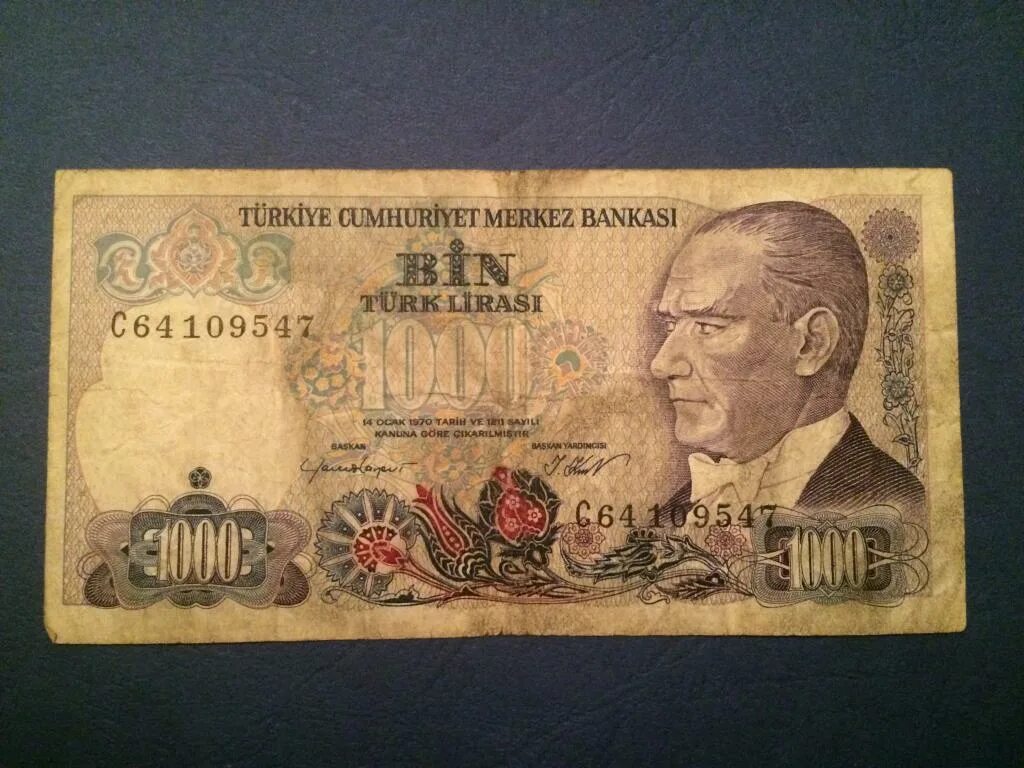 TÜRKİYE CUMHURİYET MERKEZ BANKASI
BİN
TÜRK LİRASI
C64109547
1000
14 OCAK 1970 TARİH VE 1211 SAYILI
KANUNA GÖRE ÇIKARILMIŞTIR
BAŞKAN BAŞKAN YARDIMCISI
C64109547
1000 1000